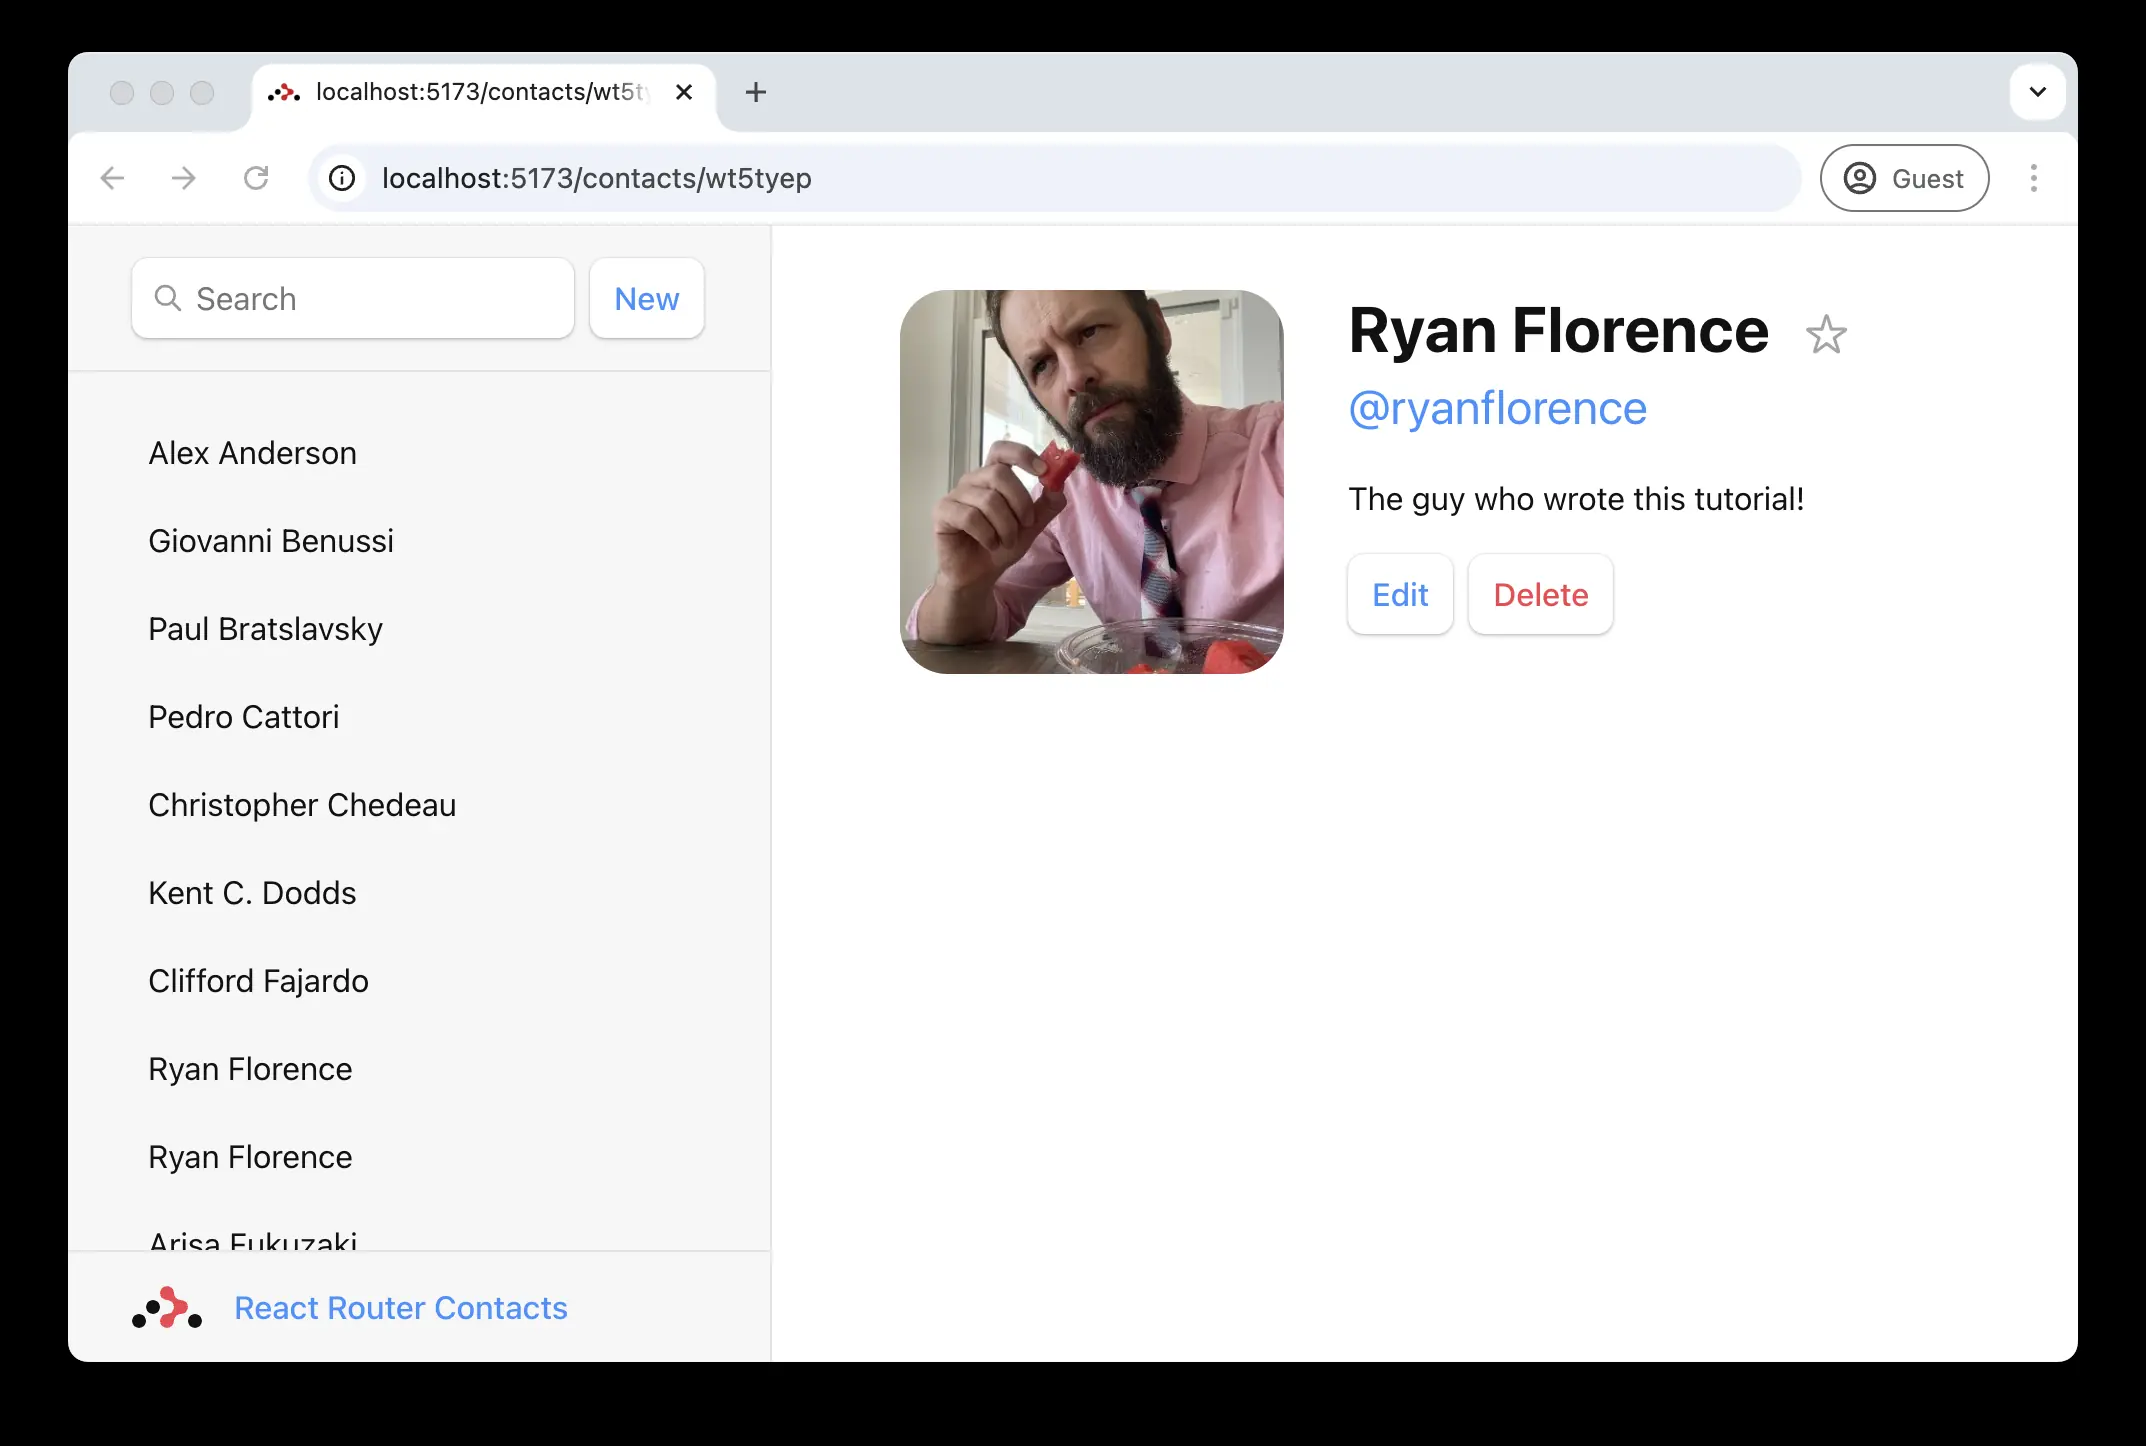 localhost:5173/contacts/wt5ty
localhost:5173/contacts/wt5tyep
Guest
Search
New
Alex Anderson
Giovanni Benussi
Paul Bratslavsky
Pedro Cattori
Christopher Chedeau
Kent C. Dodds
Clifford Fajardo
Ryan Florence
Ryan Florence
Arisa Fukuzaki
React Router Contacts
Ryan Florence
@ryanflorence
The guy who wrote this tutorial!
Edit
Delete